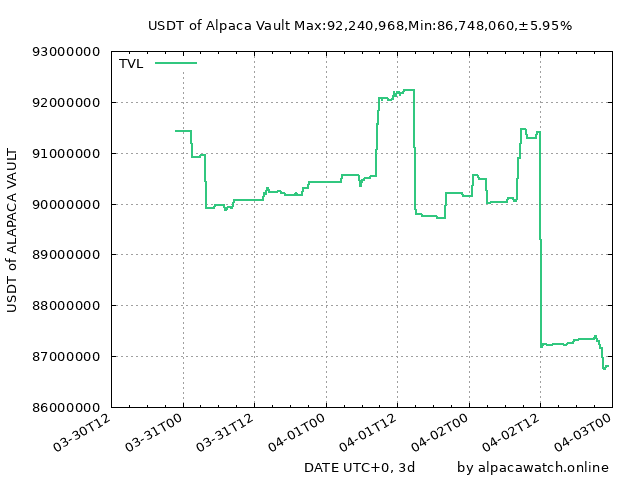 USDT of Alpaca Vault Max:92,240,968,Min:86,748,060,±5.95%
TVL
93000000
92000000
91000000
90000000
89000000
88000000
87000000
86000000
USDT of ALAPACA VAULT
03-30T12
03-31T00
03-31T12
04-01T00
04-01T12
04-02T00
04-02T12
04-03T00
DATE UTC+0, 3d
by alpacawatch.online